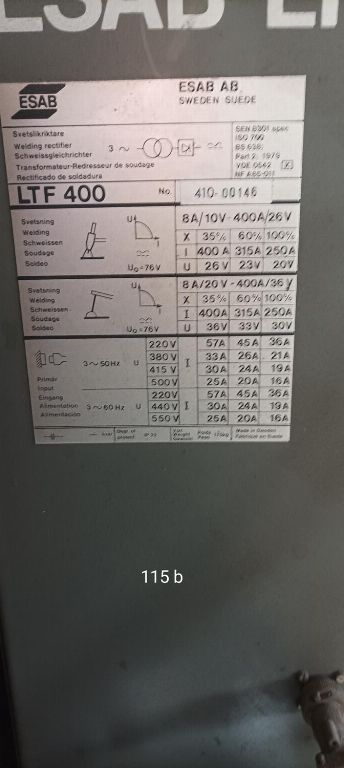 ESAB
ESAB
ESAB AB
SWEDEN SUEDE
Svetslikriktare
Welding rectifier
Schweissgleichrichter
Transformateur-Redresseur de soudage
Rectificado de soldadura
3 ~
SEN 8301
ISO 700
BS 638:
Part 2: 1979
VDE 0542 X
NF A85-011
LTF 400
No. 410-00146
Svetsning
Welding
Schweissen
Soudage
Soldeo
U
I
U₀=76V
8A/10V-400A/26V
X 35% 60% 100%
I 400A 315A 250A
U 26V 23V 20V
Svetsning
Welding
Schweissen
Soudage
Soldeo
U
I
U₀=76V
8A/20V-400A/36V
X 35% 60% 100%
I 400A 315A 250A
U 36V 33V 30V
Primär
Input
Eingang
Alimentation
Alimentación
3~50Hz U I
220V 57A 45A 36A
380V 33A 26A 21A
415V 30A 24A 19A
500V 25A 20A 16A
3~60Hz U I
220V 57A 45A 36A
440V 30A 24A 19A
550V 25A 20A 16A
Made in Sweden
Fabriqué en Suède
115 b